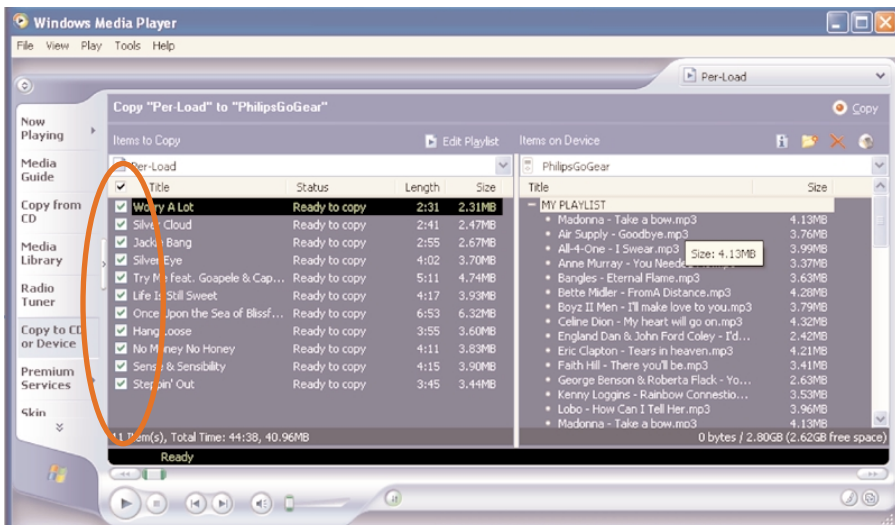 Windows Media Player
File View Play Tools Help
Per-Load
Copy "Per-Load" to "PhilipsGoGear"
Copy
Now Playing
Media Guide
Copy from CD
Media Library
Radio Tuner
Copy to CD or Device
Premium Services
Skin
Items to Copy
Edit Playlist
Per-Load
Title Status Length Size
Worry A Lot Ready to copy 2:31 2.31MB
Silver Cloud Ready to copy 2:41 2.47MB
Jackie Bang Ready to copy 2:55 2.67MB
Silver Eye Ready to copy 4:02 3.70MB
Try Me feat. Goapele & Cap... Ready to copy 5:11 4.74MB
Life Is Still Sweet Ready to copy 4:17 3.93MB
Once Upon the Sea of Blissf... Ready to copy 6:53 6.32MB
Hang Loose Ready to copy 3:55 3.60MB
No Money No Honey Ready to copy 4:11 3.83MB
Sense & Sensibility Ready to copy 4:15 3.90MB
Steppin' Out Ready to copy 3:45 3.44MB
11 Item(s), Total Time: 44:38, 40.96MB
Items on Device
PhilipsGoGear
Title Size
MY PLAYLIST
Madonna - Take a bow.mp3 4.13MB
Air Supply - Goodbye.mp3 3.76MB
All-4-One - I Swear.mp3 3.99MB
Size: 4.13MB
Anne Murray - You Neede 3.37MB
Bangles - Eternal Flame.mp3 3.63MB
Bette Midler - FromA Distance.mp3 4.28MB
Boyz II Men - I'll make love to you.mp3 3.79MB
Celine Dion - My heart will go on.mp3 4.32MB
England Dan & John Ford Coley - I'd... 2.42MB
Eric Clapton - Tears in heaven.mp3 4.21MB
Faith Hill - There you'll be.mp3 3.41MB
George Benson & Roberta Flack - Yo... 2.63MB
Kenny Loggins - Rainbow Connectio... 3.53MB
Lobo - How Can I Tell Her.mp3 3.96MB
Madonna - Take a bow.mp3 4.13MB
0 bytes / 2.80GB (2.62GB free space)
Ready